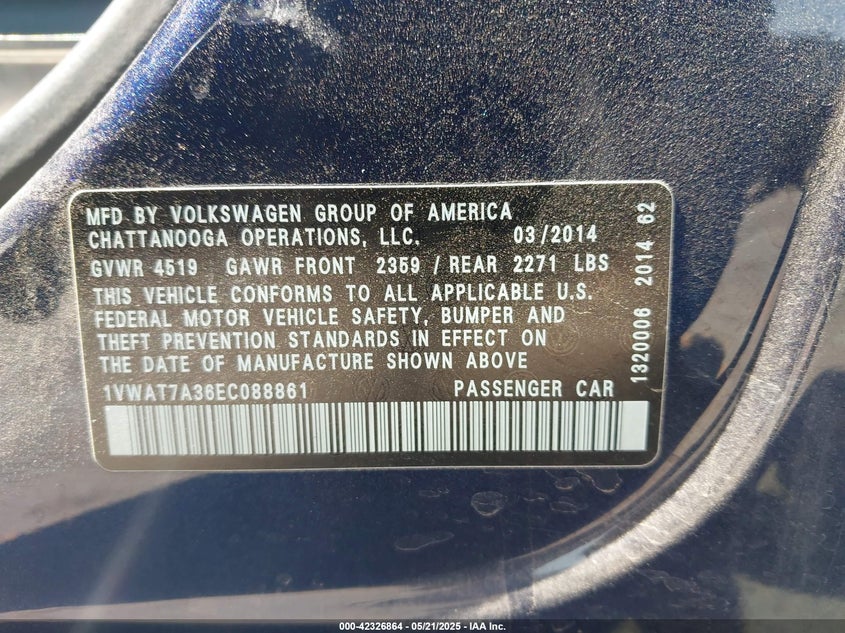 MFD BY VOLKSWAGEN GROUP OF AMERICA
CHATTANOOGA OPERATIONS, LLC. 03/2014
GVWR 4519 GAWR FRONT 2359 / REAR 2271 LBS
THIS VEHICLE CONFORMS TO ALL APPLICABLE U.S.
FEDERAL MOTOR VEHICLE SAFETY, BUMPER AND
THEFT PREVENTION STANDARDS IN EFFECT ON
THE DATE OF MANUFACTURE SHOWN ABOVE
1VWAT7A36EC088861 PASSENGER CAR
1320006 2014 62
000-42326864 - 05/21/2025 - IAA Inc.